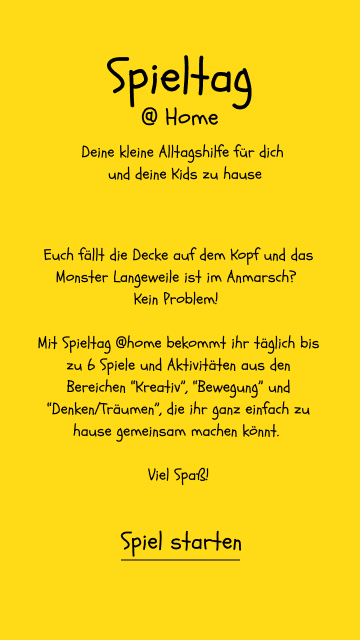 Spieltag
@ Home
Deine kleine Alltagshilfe für dich
und deine Kids zu hause
Euch fällt die Decke auf dem Kopf und das
Monster Langeweile ist im Anmarsch?
Kein Problem!
Mit Spieltag @home bekommt ihr täglich bis
zu 6 Spiele und Aktivitäten aus den
Bereichen "Kreativ", "Bewegung" und
"Denken/Träumen", die ihr ganz einfach zu
hause gemeinsam machen könnt.
Viel Spaß!
Spiel starten